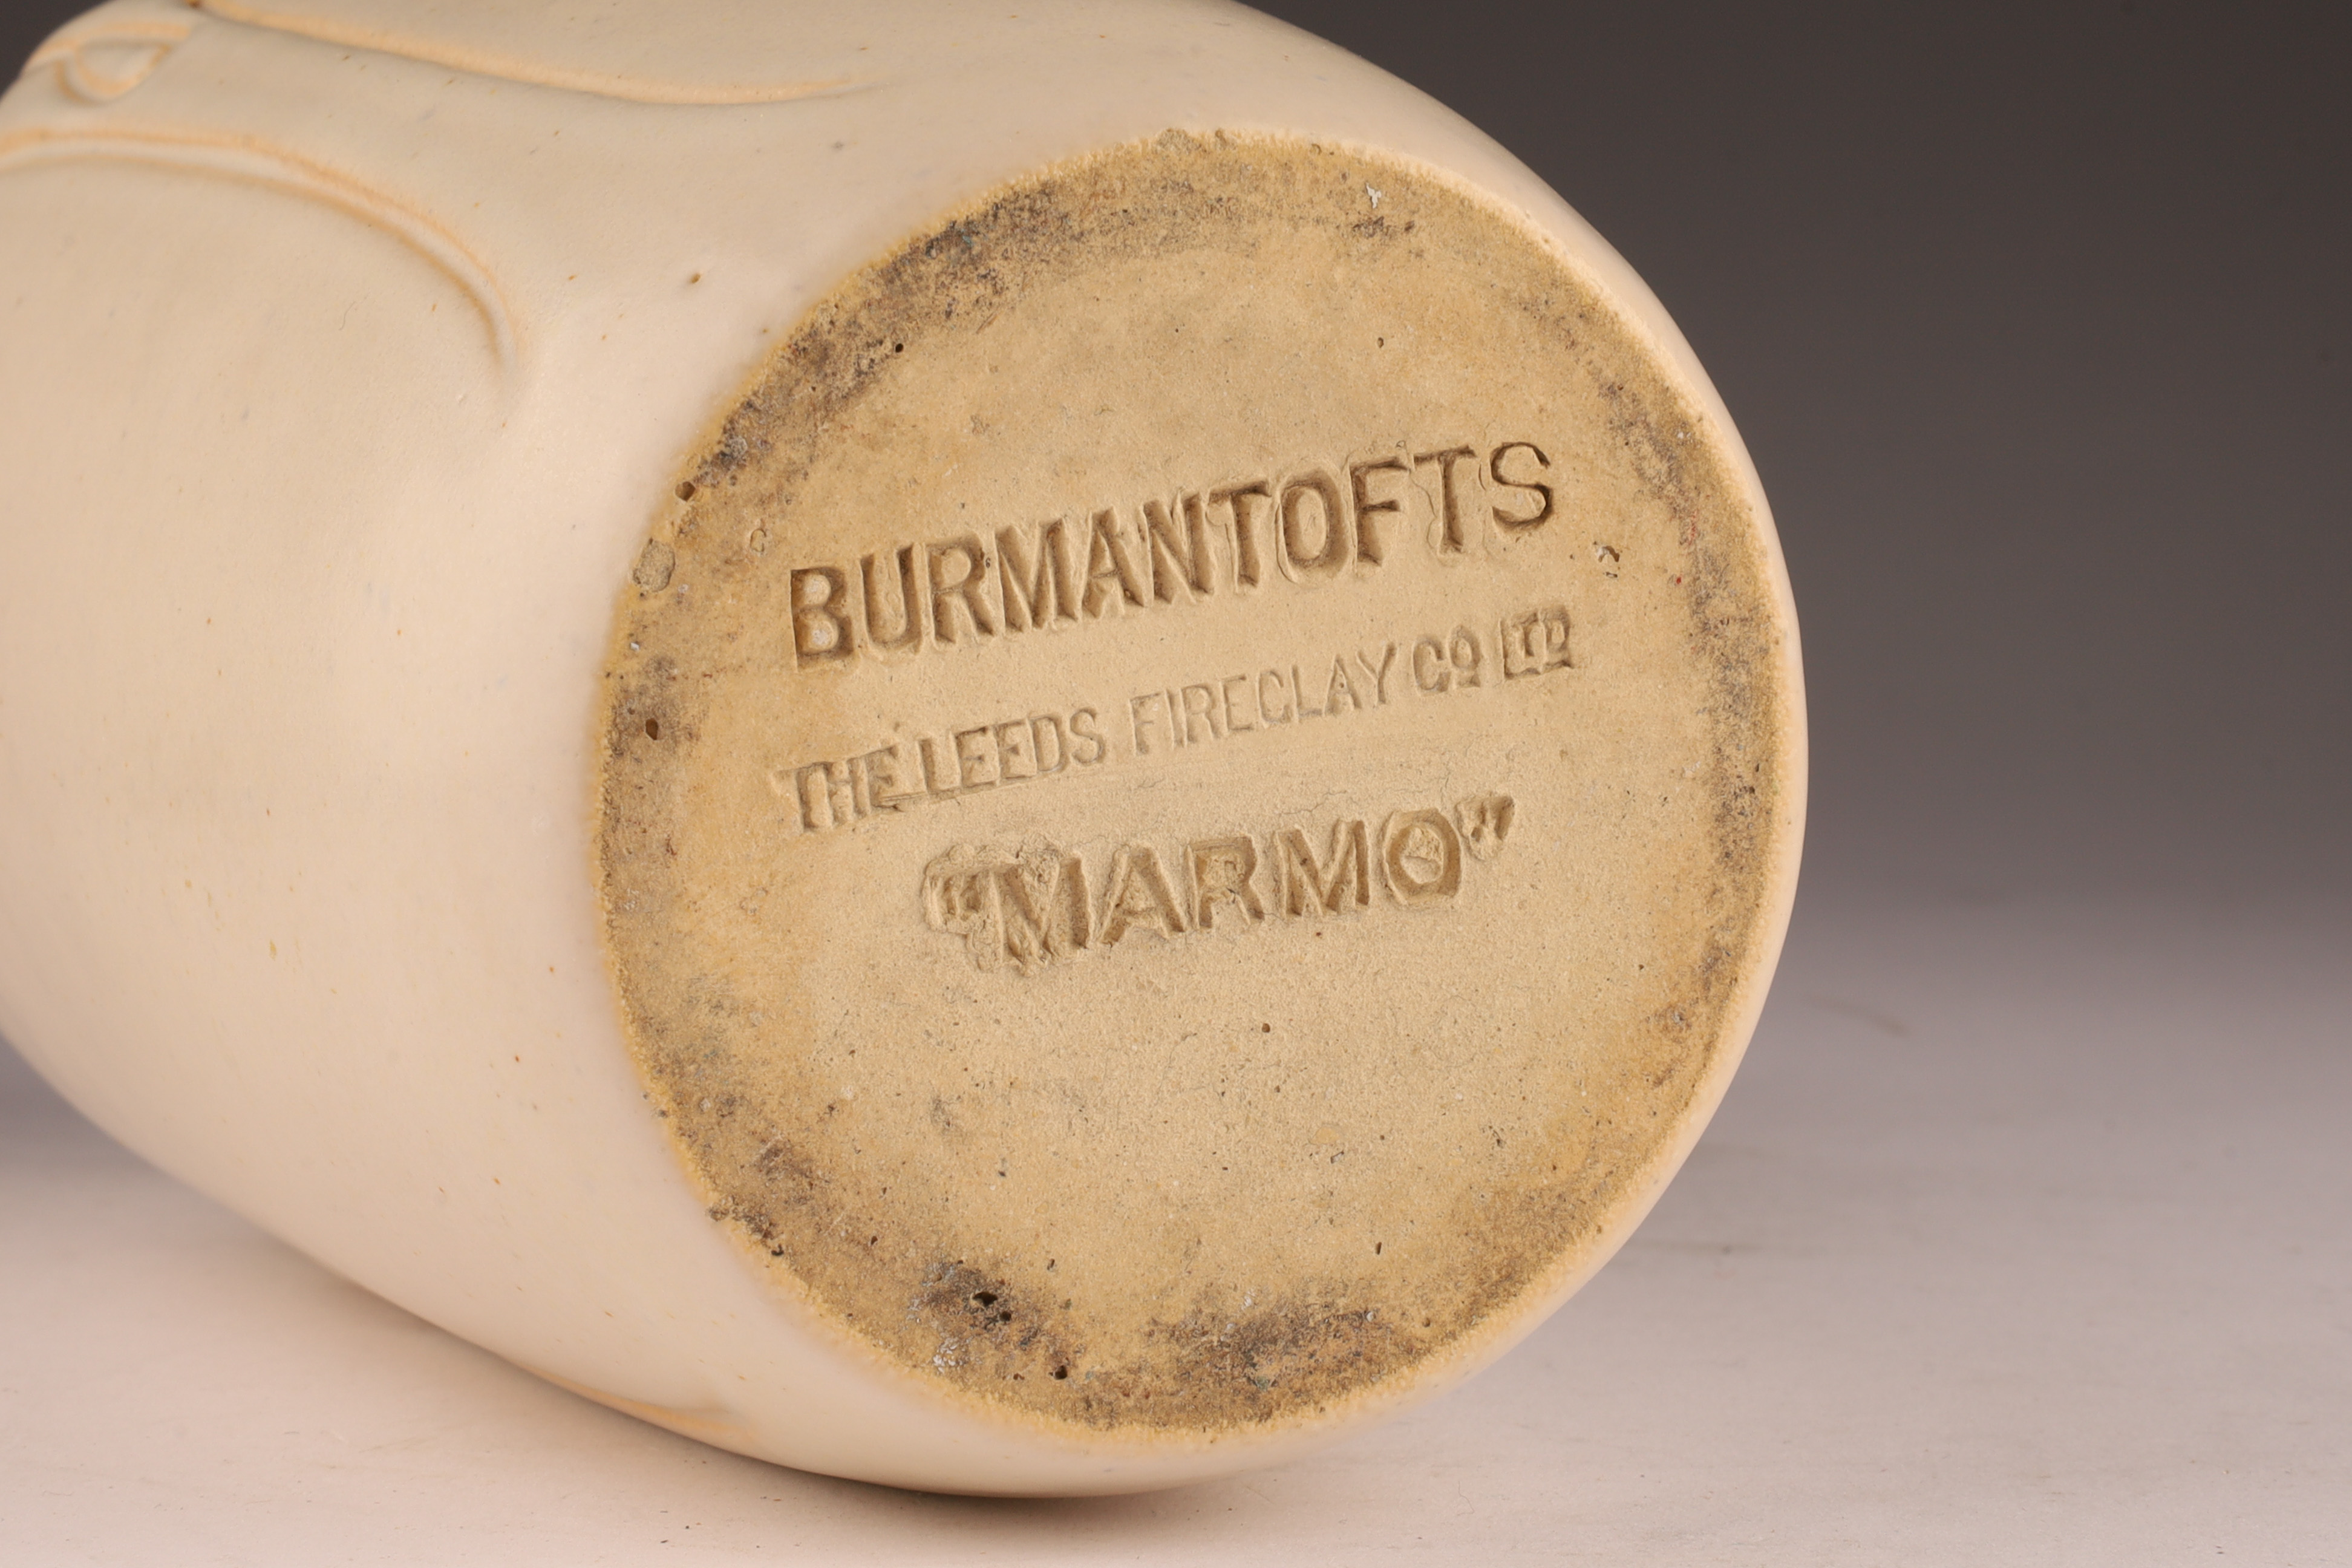 BURMANTOFTS
THE LEEDS FIRECLAY Cº LTD
"MARMO"